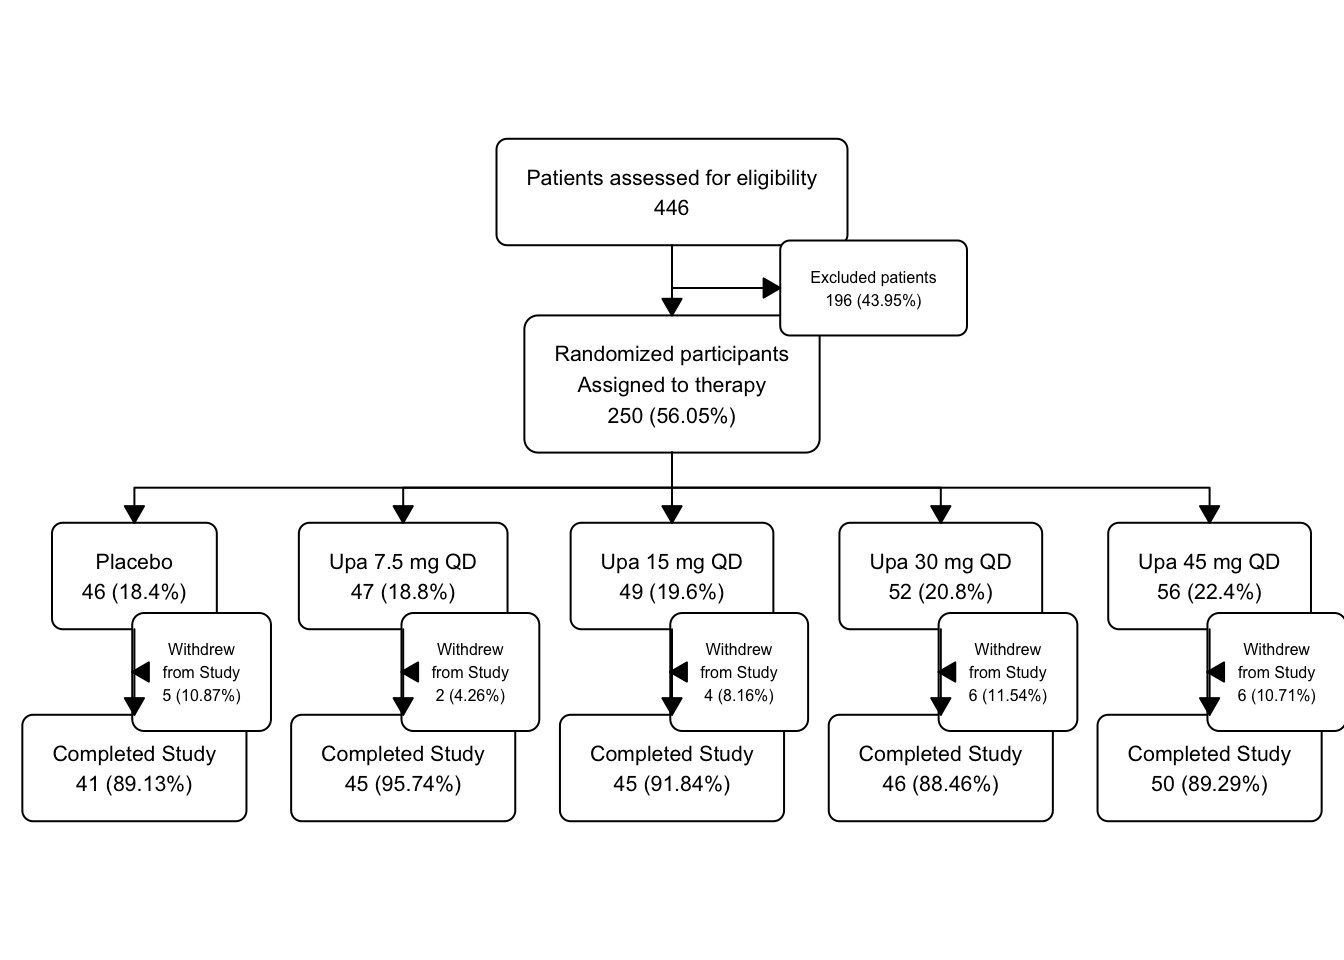 Patients assessed for eligibility
446
Excluded patients
196 (43.95%)
Randomized participants
Assigned to therapy
250 (56.05%)
Placebo
46 (18.4%)
Upa 7.5 mg QD
47 (18.8%)
Upa 15 mg QD
49 (19.6%)
Upa 30 mg QD
52 (20.8%)
Upa 45 mg QD
56 (22.4%)
Withdrew
from Study
5 (10.87%)
Withdrew
from Study
2 (4.26%)
Withdrew
from Study
4 (8.16%)
Withdrew
from Study
6 (11.54%)
Withdrew
from Study
6 (10.71%)
Completed Study
41 (89.13%)
Completed Study
45 (95.74%)
Completed Study
45 (91.84%)
Completed Study
46 (88.46%)
Completed Study
50 (89.29%)